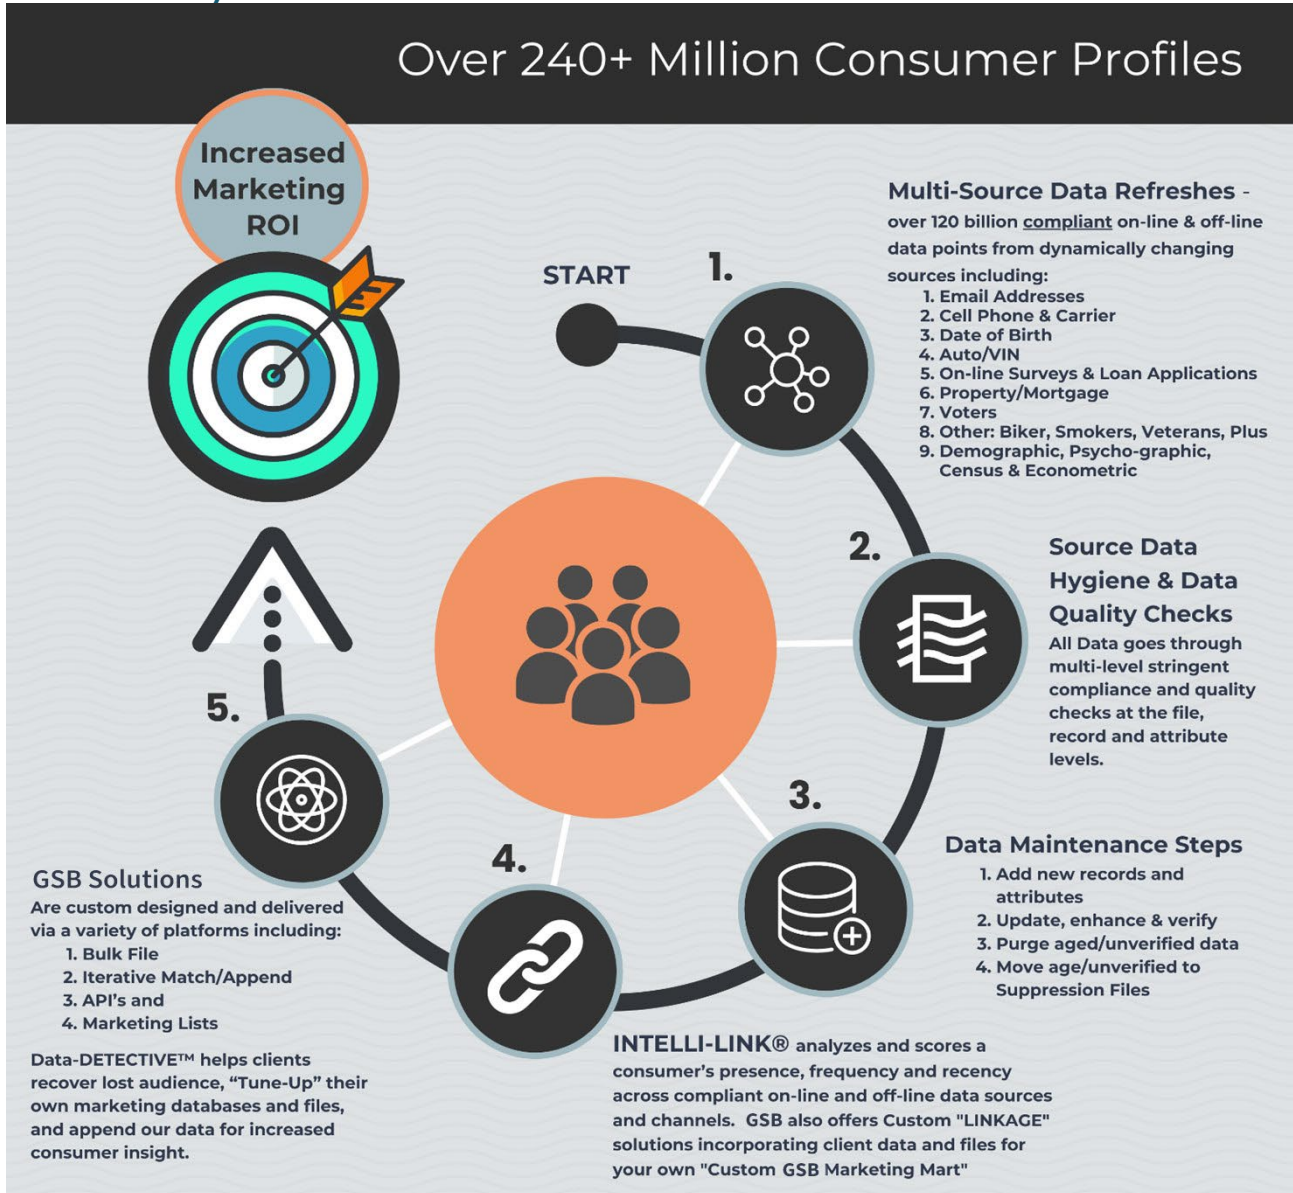 Over 240+ Million Consumer Profiles
Increased
Marketing
ROI
START
1.
Multi-Source Data Refreshes -
over 120 billion compliant on-line & off-line
data points from dynamically changing
sources including:
1. Email Addresses
2. Cell Phone & Carrier
3. Date of Birth
4. Auto/VIN
5. On-line Surveys & Loan Applications
6. Property/Mortgage
7. Voters
8. Other: Biker, Smokers, Veterans, Plus
9. Demographic, Psycho-graphic,
Census & Econometric
2.
Source Data
Hygiene & Data
Quality Checks
All Data goes through
multi-level stringent
compliance and quality
checks at the file,
record and attribute
levels.
3.
Data Maintenance Steps
1. Add new records and
attributes
2. Update, enhance & verify
3. Purge aged/unverified data
4. Move age/unverified to
Suppression Files
4.
INTELLI-LINK® analyzes and scores a
consumer's presence, frequency and recency
across compliant on-line and off-line data sources
and channels. GSB also offers Custom "LINKAGE"
solutions incorporating client data and files for
your own "Custom GSB Marketing Mart"
5.
GSB Solutions
Are custom designed and delivered
via a variety of platforms including:
1. Bulk File
2. Iterative Match/Append
3. API's and
4. Marketing Lists
Data-DETECTIVE™ helps clients
recover lost audience, “Tune-Up” their
own marketing databases and files,
and append our data for increased
consumer insight.